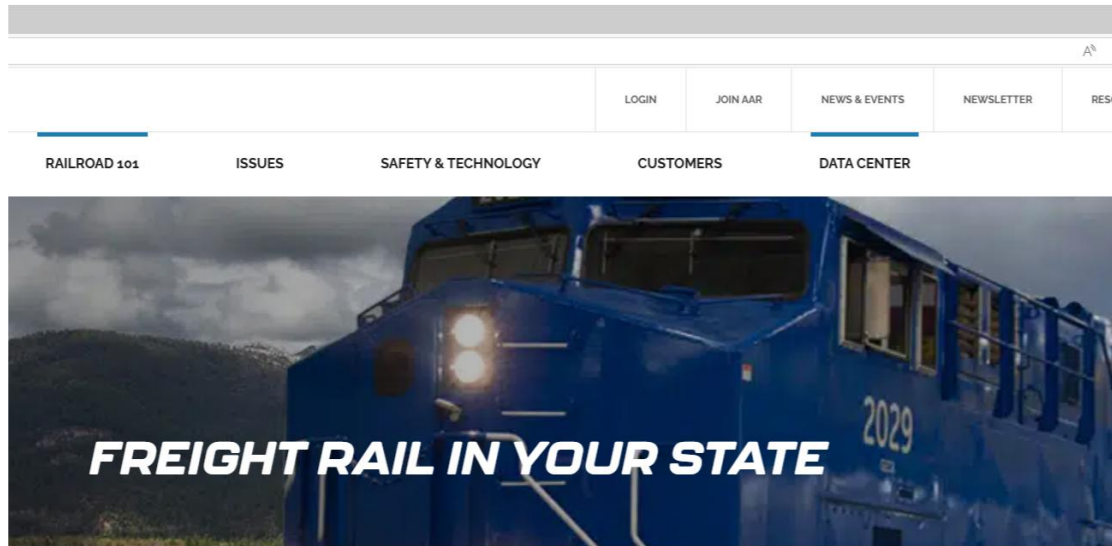 LOGIN JOIN AAR NEWS & EVENTS NEWSLETTER
RAILROAD 101 ISSUES SAFETY & TECHNOLOGY CUSTOMERS DATA CENTER
2029
FREIGHT RAIL IN YOUR STATE